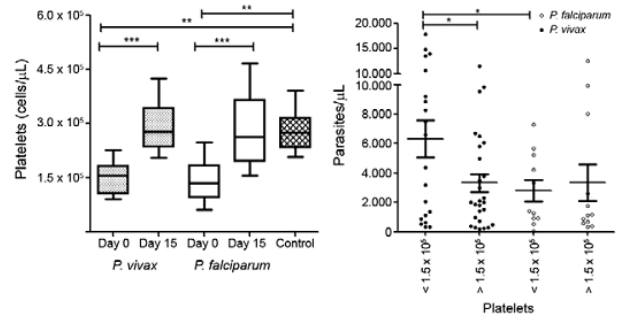 Platelets (cells/µL)
6.0 x 10⁵
4.5 x 10⁵
3.0 x 10⁵
1.5 x 10⁵
**
**
***
***
Day 0 Day 15 Day 0 Day 15 Control
P. vivax P. falciparum
Parasites/µL
20.000
15.000
10.000
8.000
6.000
4.000
2.000
0
*
*
P. falciparum
P. vivax
< 1.5 x 10⁵
> 1.5 x 10⁵
< 1.5 x 10⁵
> 1.5 x 10⁵
Platelets